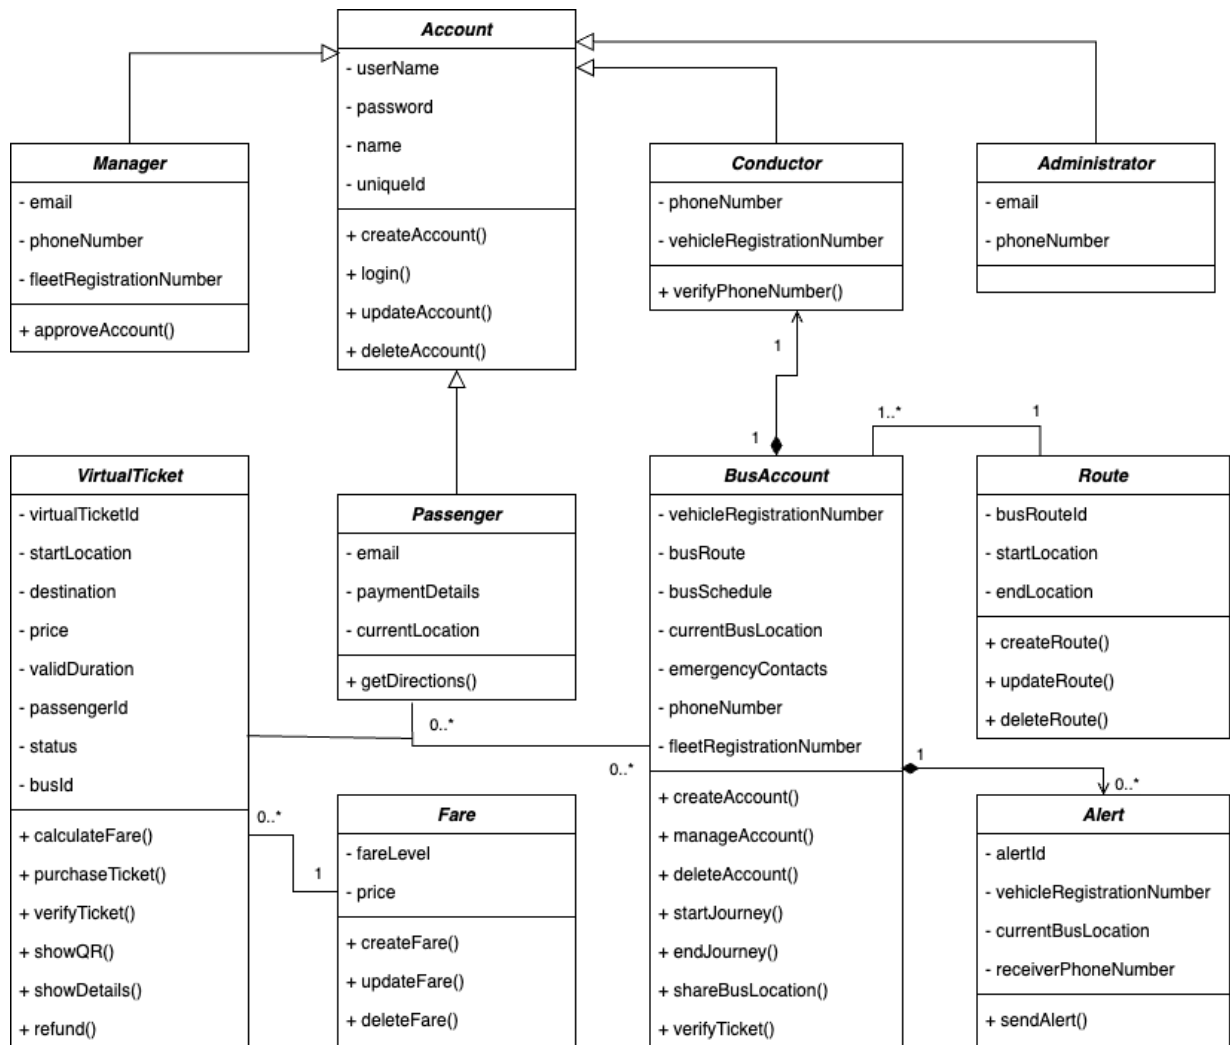 Account
- userName
- password
- name
- uniqueId
+ createAccount()
+ login()
+ updateAccount()
+ deleteAccount()
Manager
- email
- phoneNumber
- fleetRegistrationNumber
+ approveAccount()
Conductor
- phoneNumber
- vehicleRegistrationNumber
+ verifyPhoneNumber()
Administrator
- email
- phoneNumber
1
1
1..*
1
VirtualTicket
- virtualTicketId
- startLocation
- destination
- price
- validDuration
- passengerId
- status
- busId
+ calculateFare()
+ purchaseTicket()
+ verifyTicket()
+ showQR()
+ showDetails()
+ refund()
Passenger
- email
- paymentDetails
- currentLocation
+ getDirections()
0..*
0..*
0..*
1
Fare
- fareLevel
- price
+ createFare()
+ updateFare()
+ deleteFare()
BusAccount
- vehicleRegistrationNumber
- busRoute
- busSchedule
- currentBusLocation
- emergencyContacts
- phoneNumber
- fleetRegistrationNumber
+ createAccount()
+ manageAccount()
+ deleteAccount()
+ startJourney()
+ endJourney()
+ shareBusLocation()
+ verifyTicket()
Route
- busRouteId
- startLocation
- endLocation
+ createRoute()
+ updateRoute()
+ deleteRoute()
1
0..*
Alert
- alertId
- vehicleRegistrationNumber
- currentBusLocation
- receiverPhoneNumber
+ sendAlert()